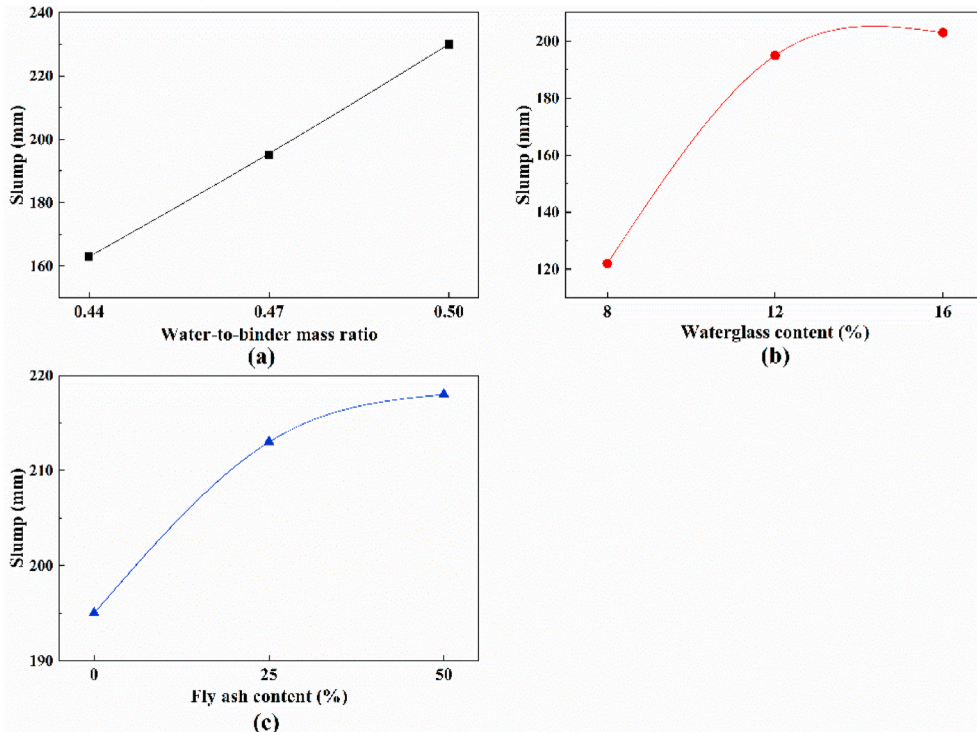 240
220
200
180
160
Slump (mm)
0.44 0.47 0.50
Water-to-binder mass ratio
(a)
200
180
160
140
120
Slump (mm)
8 12 16
Waterglass content (%)
(b)
220
210
200
190
Slump (mm)
0 25 50
Fly ash content (%)
(c)